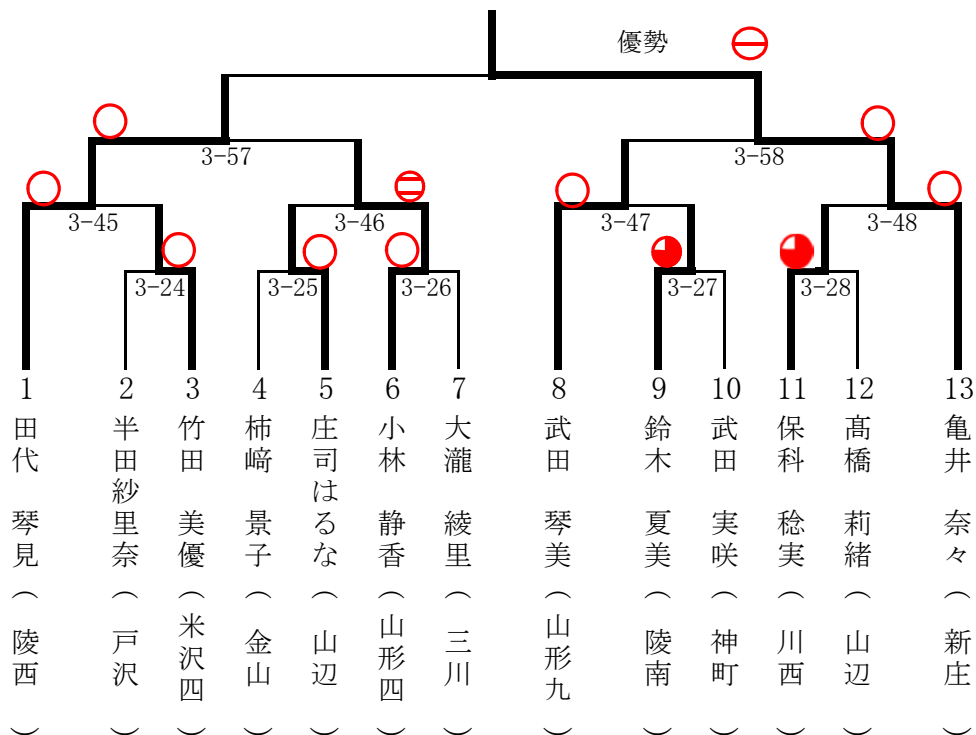 優勢
3-57
3-58
3-45
3-46
3-47
3-48
3-24
3-25
3-26
3-27
3-28
1 田代 琴見（陵西）
2 半田紗里奈（戸沢）
3 竹田 美優（米沢四）
4 柿﨑 景子（金山）
5 庄司はるな（山辺）
6 小林 静香（山形四）
7 大瀧 綾里（三川）
8 武田 琴美（山形九）
9 鈴木 夏美（陵南）
10 武田 実咲（神町）
11 保科 稔実（川西）
12 髙橋 莉緒（山辺）
13 亀井 奈々（新庄）